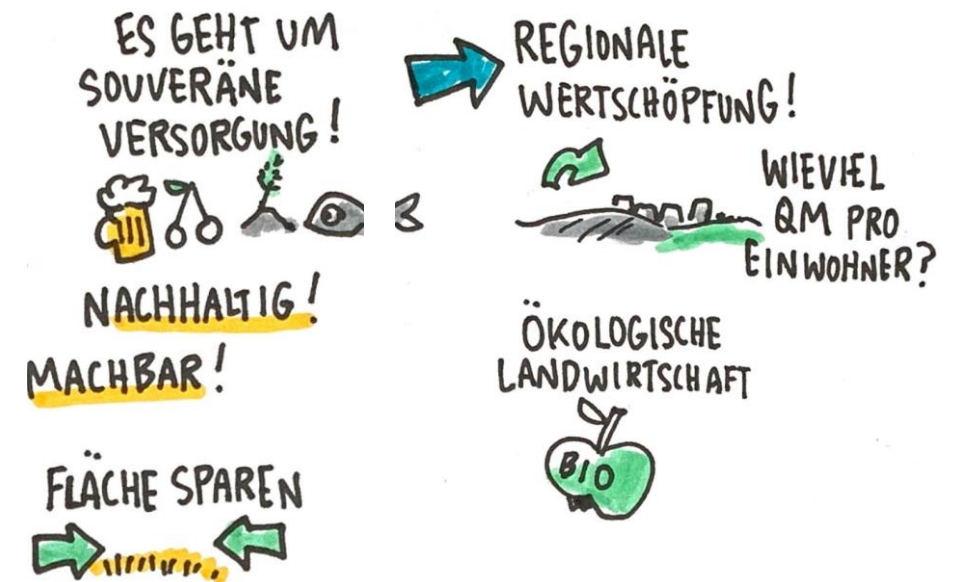 ES GEHT UM
SOUVERÄNE
VERSORGUNG!
NACHHALTIG!
MACHBAR!
FLÄCHE SPAREN
REGIONALE
WERTSCHÖPFUNG!
WIEVIEL
QM PRO
EINWOHNER?
ÖKOLOGISCHE
LANDWIRTSCHAFT
BIO